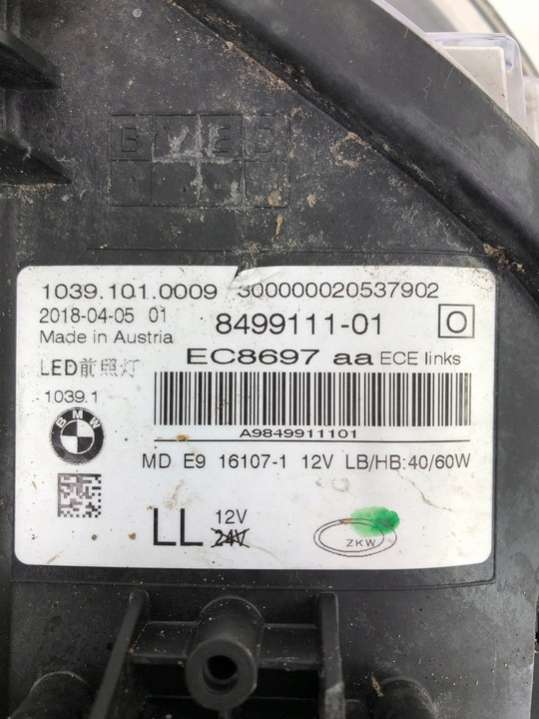 1039.101.0009 300000020537902
2018-04-05 01
8499111-01 O
Made in Austria
EC8697 aa ECE links
LED前照灯
1039.1
BMW
A9849911101
MD E9 16107-1 12V LB/HB:40/60W
LL 12V
24V
ZKW